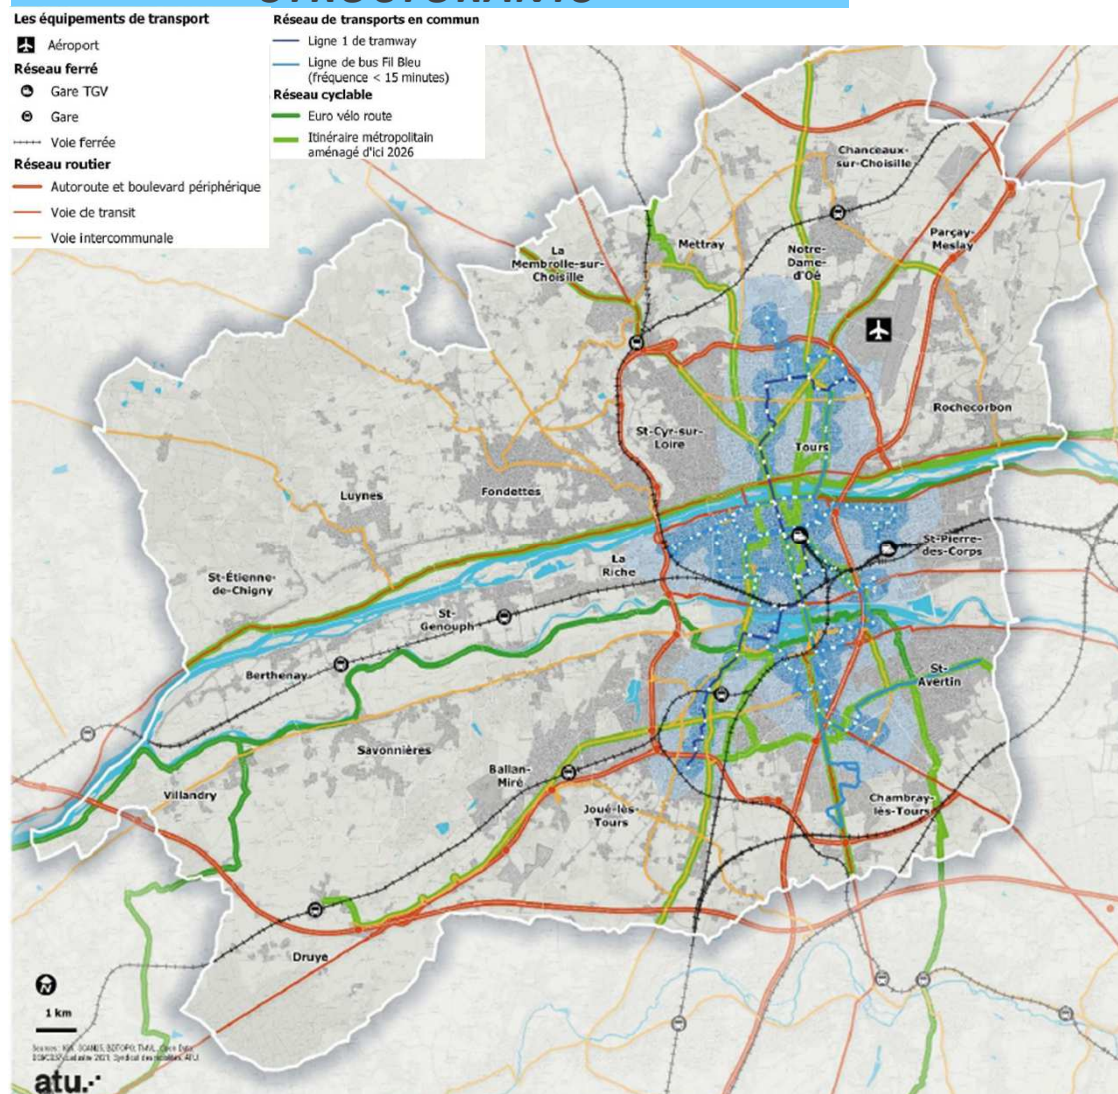 Les équipements de transport
Aéroport
Réseau ferré
Gare TGV
Gare
Voie ferrée
Réseau routier
Autoroute et boulevard périphérique
Voie de transit
Voie intercommunale
Réseau de transports en commun
Ligne 1 de tramway
Ligne de bus Fil Bleu
(fréquence < 15 minutes)
Réseau cyclable
Euro vélo route
Itinéraire métropolitain
aménagé d'ici 2026
Chanceaux-
sur-Choisille
Parçay-
Meslay
La
Membrolle-sur-
Choisille
Mettray
Notre-
Dame-
d'Oé
Rochecorbon
St-Cyr-sur-
Loire
Tours
Luynes
Fondettes
St-Pierre-
des-Corps
La
Riche
St-Étienne-
de-Chigny
St-
Genouph
Berthenay
St-
Avertin
Savonnières
Ballan-
Miré
Villandry
Joué-lès-
Tours
Chambray-
lès-Tours
Druye
N
1 km
atu